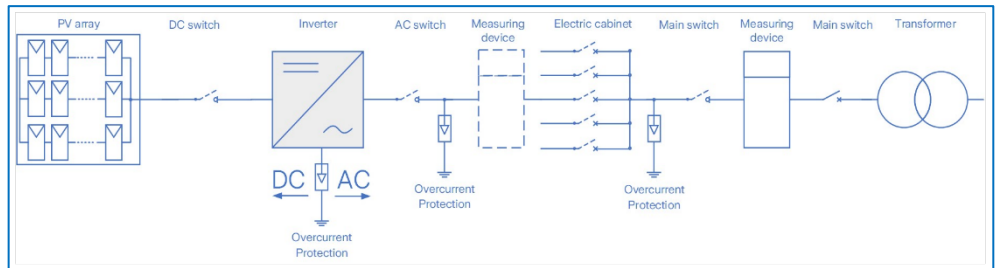 PV array
DC switch
Inverter
AC switch
Measuring
device
Electric cabinet
Main switch
Measuring
device
Main switch
Transformer
DC
AC
Overcurrent
Protection
Overcurrent
Protection
Overcurrent
Protection